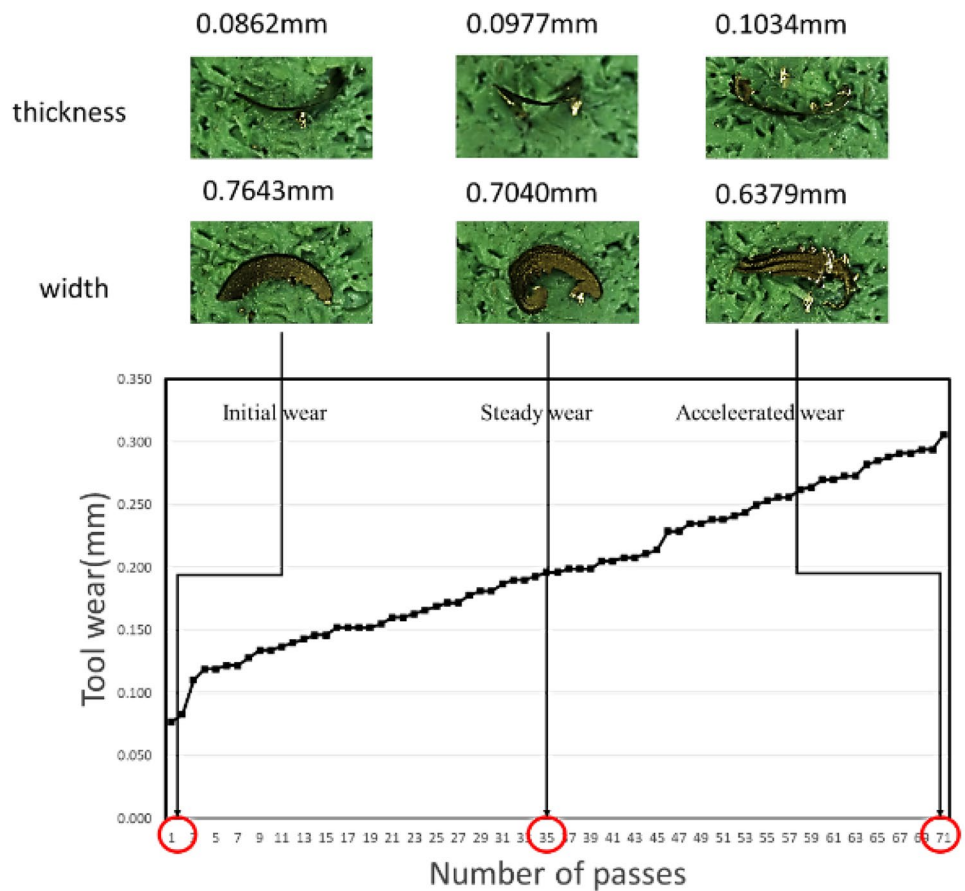 0.0862mm 0.0977mm 0.1034mm
thickness
0.7643mm 0.7040mm 0.6379mm
width
0.350
Initial wear Steady wear Acceleerated wear
0.300
0.250
0.200
0.150
0.100
0.050
0.000
Tool wear(mm)
1 5 7 9 11 13 15 17 19 21 23 25 27 29 31 35 39 41 43 45 47 49 51 53 55 57 59 61 63 65 67 71
Number of passes